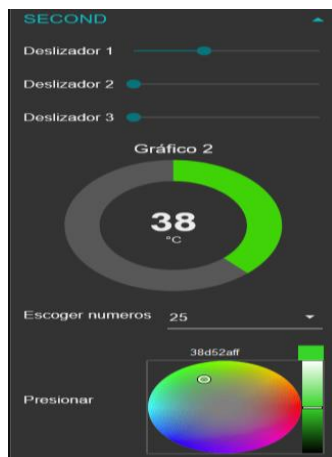 SECOND
Deslizador 1
Deslizador 2
Deslizador 3
Gráfico 2
38
°C
Escoger numeros 25
38d52aff
Presionar